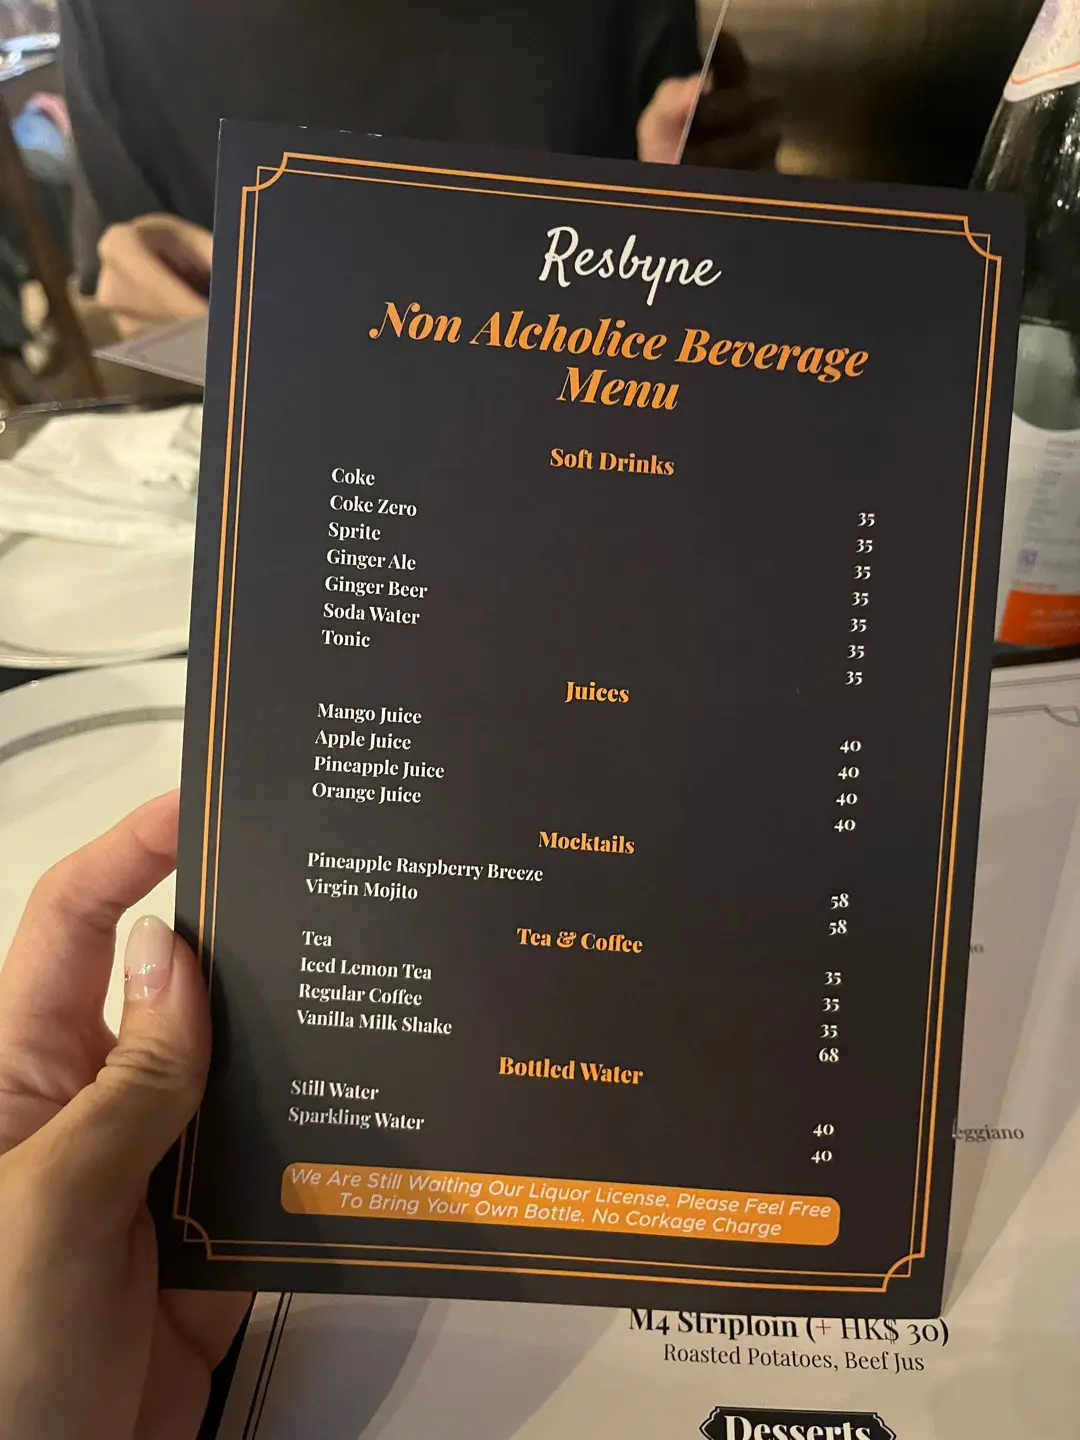 Resbyne
Non Alcholice Beverage
Menu
Soft Drinks
Coke 35
Coke Zero 35
Sprite 35
Ginger Ale 35
Ginger Beer 35
Soda Water 35
Tonic 35
Juices
Mango Juice 40
Apple Juice 40
Pineapple Juice 40
Orange Juice 40
Mocktails
Pineapple Raspberry Breeze 58
Virgin Mojito 58
Tea & Coffee
Tea 35
Iced Lemon Tea 35
Regular Coffee 35
Vanilla Milk Shake 68
Bottled Water
Still Water 40
Sparkling Water 40
We Are Still Waiting Our Liquor License. Please Feel Free
To Bring Your Own Bottle. No Corkage Charge
eggiano
M4 Striploin (+ HK$ 30)
Roasted Potatoes, Beef Jus
Desserts